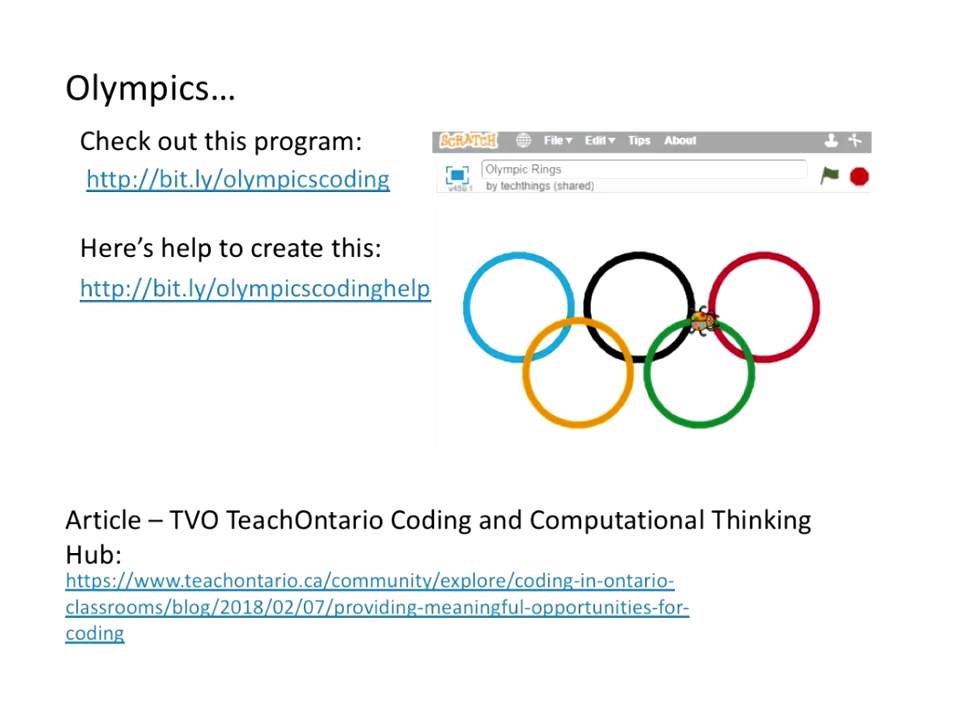 Olympics…
Check out this program:
http://bit.ly/olympicscoding
Here’s help to create this:
http://bit.ly/olympicscodinghelp
SCRATCH File Edit Tips About
Olympic Rings
by techthings (shared)
v459.1
Article – TVO TeachOntario Coding and Computational Thinking
Hub:
https://www.teachontario.ca/community/explore/coding-in-ontario-
classrooms/blog/2018/02/07/providing-meaningful-opportunities-for-
coding